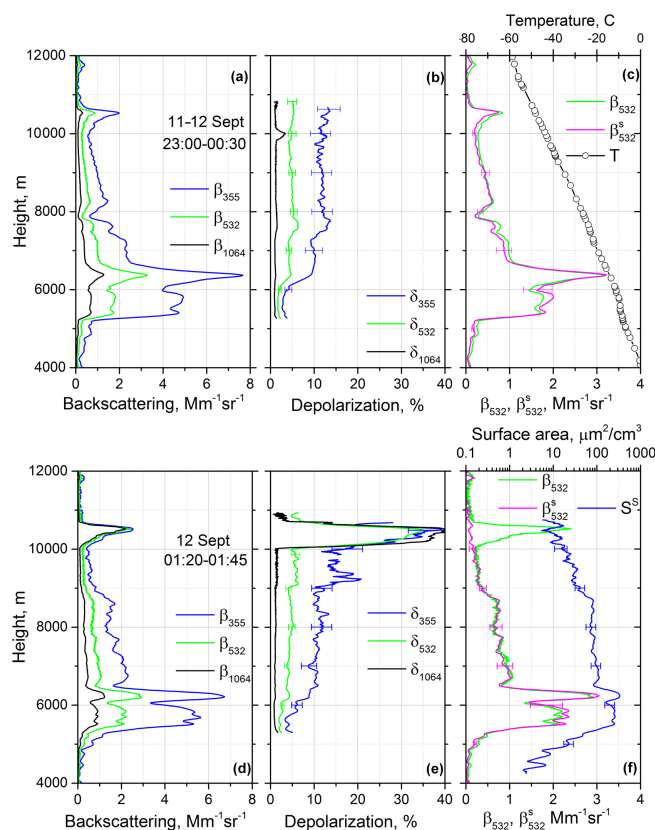 Temperature, C
-80 -60 -40 -20 0
12000
10000
8000
6000
4000
Height, m
(a)
11-12 Sept
23:00-00:30
β355
β532
β1064
0 2 4 6 8
Backscattering, Mm⁻¹sr⁻¹
(b)
δ355
δ532
δ1064
0 10 20 30 40
Depolarization, %
(c)
β532
βˢ532
T
0 1 2 3 4
β532, βˢ532, Mm⁻¹sr⁻¹
Surface area, μm²/cm³
0.1 1 10 100 1000
12000
10000
8000
6000
4000
Height, m
12 Sept
01:20-01:45
β355
β532
β1064
(d)
0 2 4 6 8
Backscattering, Mm⁻¹sr⁻¹
δ355
δ532
δ1064
(e)
0 10 20 30 40
Depolarization, %
β532
βˢ532 Sˢ
(f)
0 1 2 3 4
β532, βˢ532 Mm⁻¹sr⁻¹